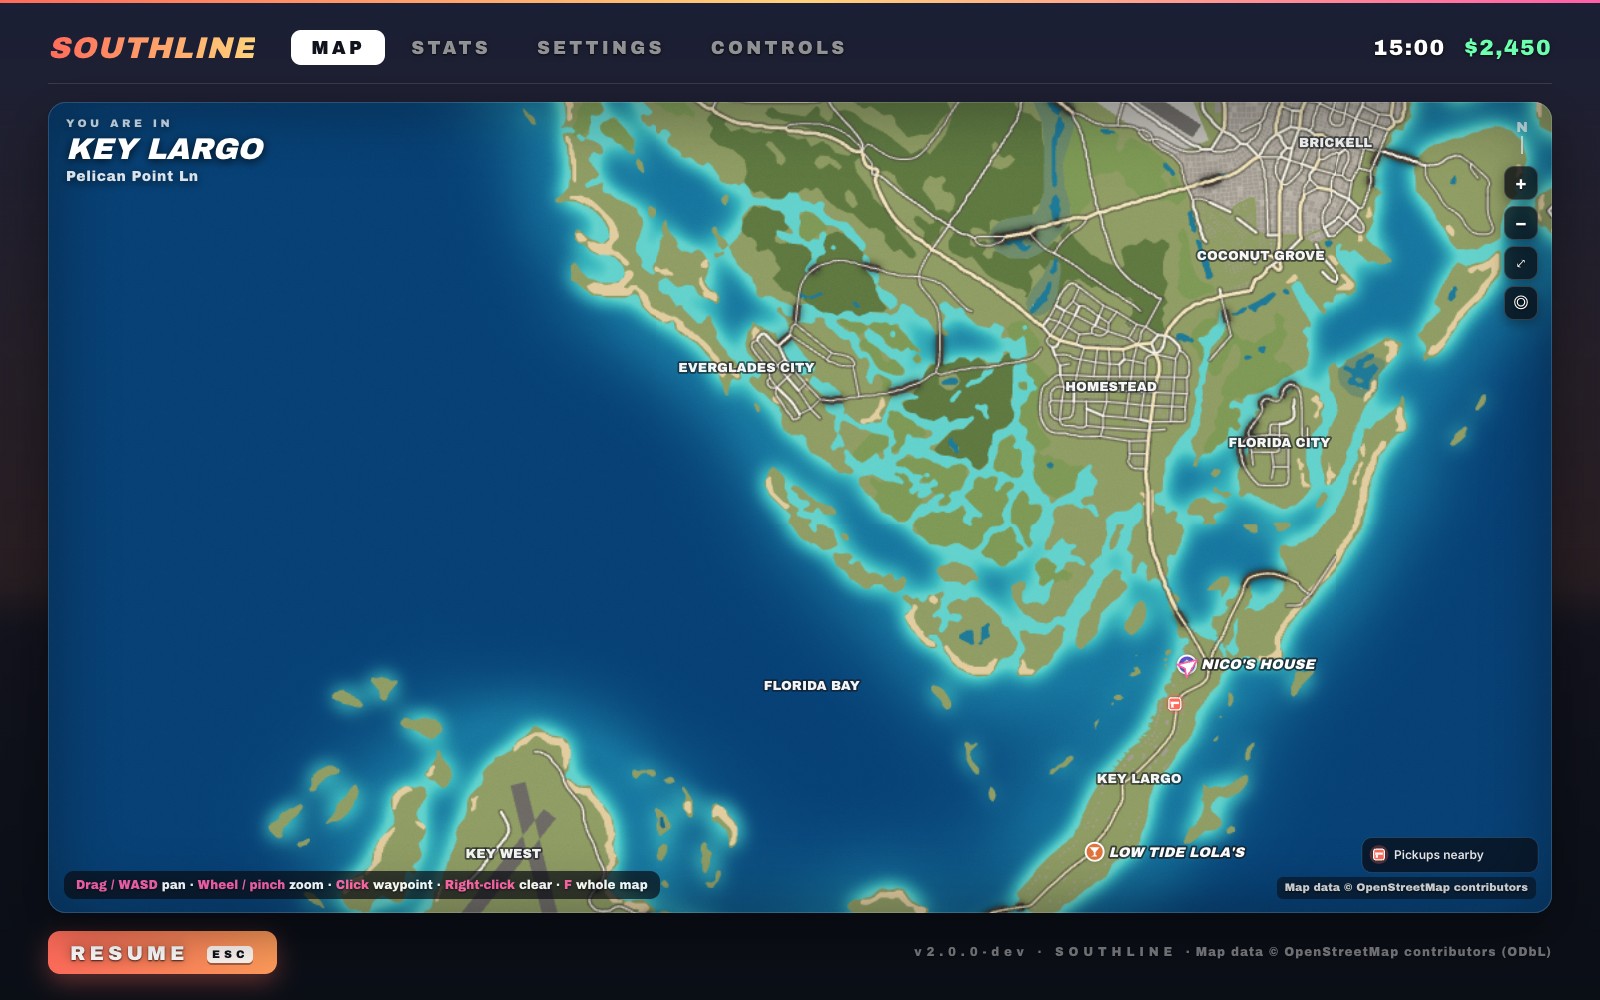 SOUTHLINE MAP STATS SETTINGS CONTROLS 15:00 $2,450
YOU ARE IN
KEY LARGO
Pelican Point Ln
N
BRICKELL
+
−
COCONUT GROVE
EVERGLADES CITY
HOMESTEAD
FLORIDA CITY
NICO'S HOUSE
FLORIDA BAY
KEY LARGO
LOW TIDE LOLA'S
KEY WEST
Pickups nearby
Drag / WASD pan · Wheel / pinch zoom · Click waypoint · Right-click clear · F whole map
Map data © OpenStreetMap contributors
RESUME ESC
v2.0.0-dev · SOUTHLINE · Map data © OpenStreetMap contributors (ODbL)